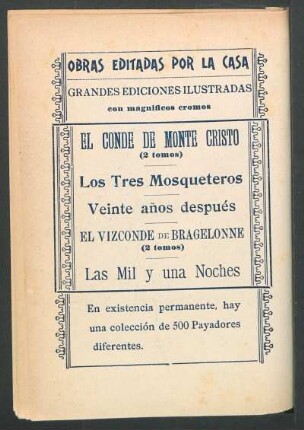 OBRAS EDITADAS POR LA CASA
GRANDES EDICIONES ILUSTRADAS
con magníficos cromos
EL CONDE DE MONTE CRISTO
(2 tomos)
Los Tres Mosqueteros
Veinte años después
EL VIZCONDE DE BRAGELONNE
(2 tomos)
Las Mil y una Noches
En existencia permanente, hay
una colección de 500 Payadores
diferentes.